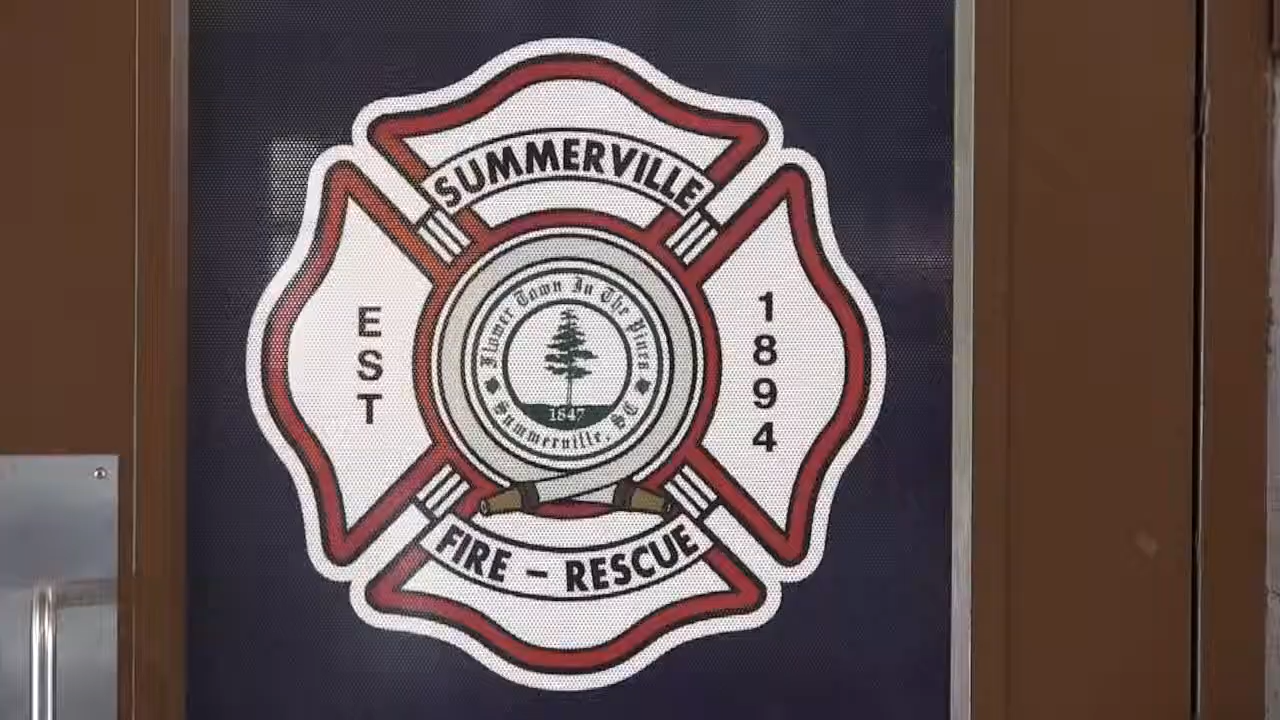 SUMMERVILLE
EST
1894
Flower Town In The Pines
1847
Summerville, SC
FIRE - RESCUE